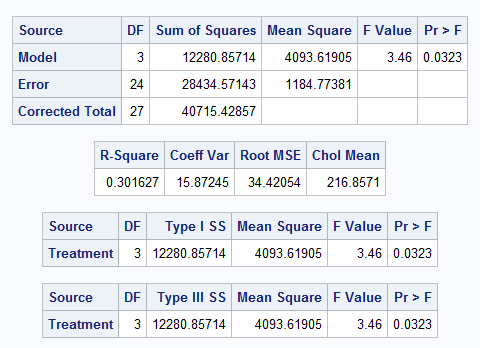 Source DF Sum of Squares Mean Square F Value Pr > F
Model 3 12280.85714 4093.61905 3.46 0.0323
Error 24 28434.57143 1184.77381
Corrected Total 27 40715.42857
R-Square Coeff Var Root MSE Chol Mean
0.301627 15.87245 34.42054 216.8571
Source DF Type I SS Mean Square F Value Pr > F
Treatment 3 12280.85714 4093.61905 3.46 0.0323
Source DF Type III SS Mean Square F Value Pr > F
Treatment 3 12280.85714 4093.61905 3.46 0.0323